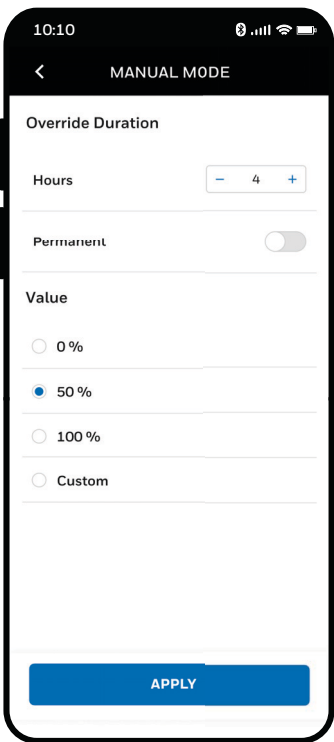 10:10
MANUAL MODE
Override Duration
Hours - 4 +
Permanent
Value
0 %
50 %
100 %
Custom
APPLY